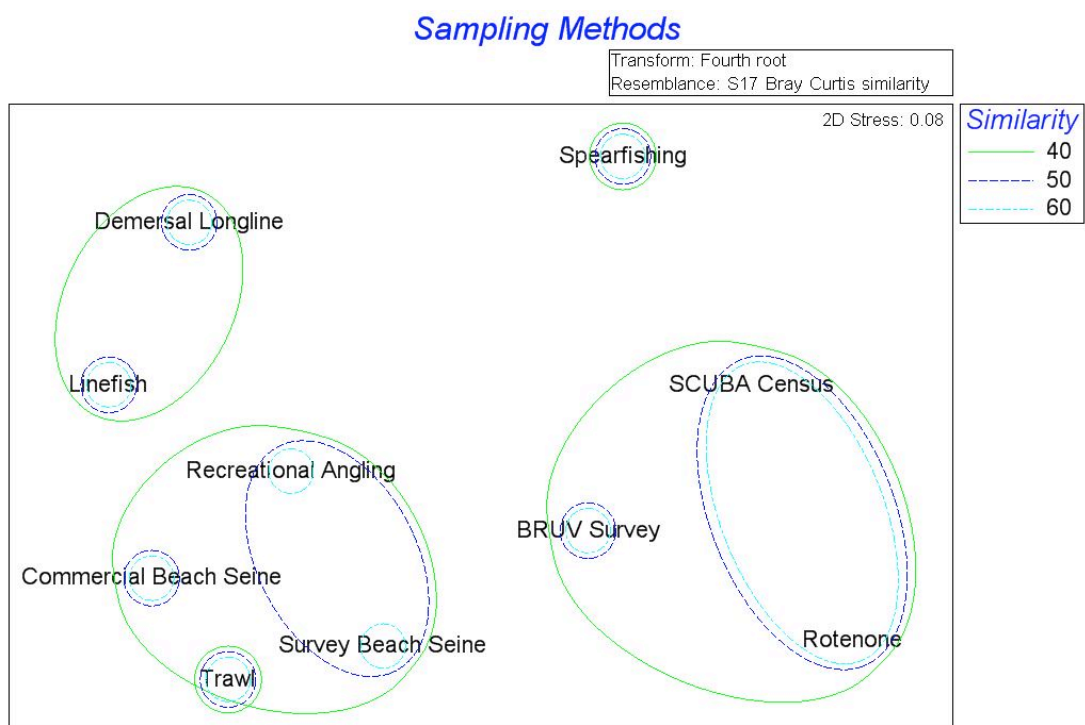 Sampling Methods
Transform: Fourth root
Resemblance: S17 Bray Curtis similarity
2D Stress: 0.08
Similarity
40
50
60
Spearfishing
Demersal Longline
Linefish
SCUBA Census
Recreational Angling
BRUV Survey
Commercial Beach Seine
Survey Beach Seine
Rotenone
Trawl